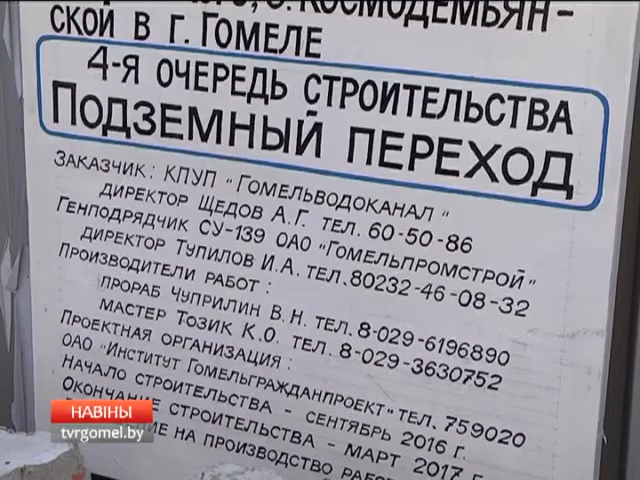 З. КОСМОДЕМЬЯН-
СКОЙ В Г. ГОМЕЛЕ
4-Я ОЧЕРЕДЬ СТРОИТЕЛЬСТВА
ПОДЗЕМНЫЙ ПЕРЕХОД
ЗАКАЗЧИК: КПУП "ГОМЕЛЬВОДОКАНАЛ"
ДИРЕКТОР ЩЕДОВ А.Г. ТЕЛ. 60-50-86
ГЕНПОДРЯДЧИК СУ-139 ОАО "ГОМЕЛЬПРОМСТРОЙ"
ДИРЕКТОР ТУПИЛОВ И.А. ТЕЛ. 80232-46-08-32
ПРОИЗВОДИТЕЛИ РАБОТ:
ПРОРАБ ЧУПРИЛИН В.Н. ТЕЛ. 8-029-6196890
МАСТЕР ТОЗИК К.О. ТЕЛ. 8-029-3630752
ПРОЕКТНАЯ ОРГАНИЗАЦИЯ:
ОАО "ИНСТИТУТ ГОМЕЛЬГРАЖДАНПРОЕКТ" ТЕЛ. 759020
НАЧАЛО СТРОИТЕЛЬСТВА - СЕНТЯБРЬ 2016 Г.
ОКОНЧАНИЕ СТРОИТЕЛЬСТВА - МАРТ 2017 Г.
НА ПРОИЗВОДСТВО
НАВІНЫ
tvrgomel.by